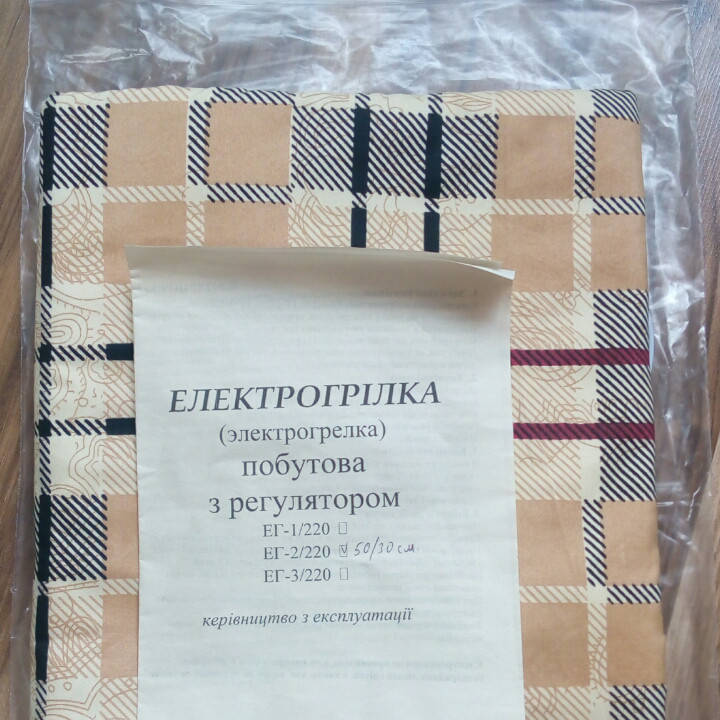 ЕЛЕКТРОГРІЛКА
(электрогрелка)
побутова
з регулятором
ЕГ-1/220 ☐
ЕГ-2/220 ☑ 50/30 см
ЕГ-3/220 ☐
керівництво з експлуатації